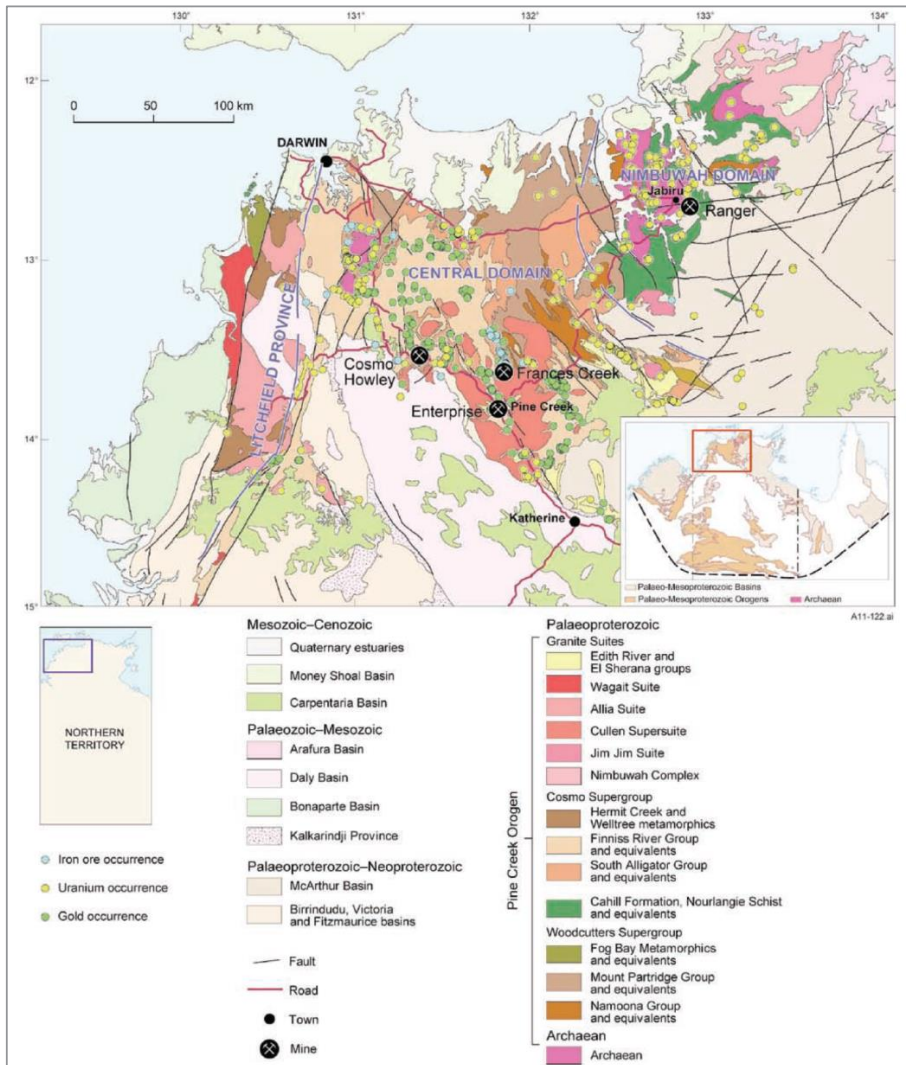 130°
131°
132°
133°
134°
12°
0 50 100 km
DARWIN
NIMBUWAH DOMAIN
Jabiru
Ranger
13°
CENTRAL DOMAIN
LITCHFIELD PROVINCE
Cosmo
Howley
Frances Creek
Enterprise
Pine Creek
14°
Katherine
15°
Palaeo-Mesoproterozoic Basins
Palaeo-Mesoproterozoic Orogens
Archaean
A11-122.ai
NORTHERN
TERRITORY
Iron ore occurrence
Uranium occurrence
Gold occurrence
Mesozoic–Cenozoic
Quaternary estuaries
Money Shoal Basin
Carpentaria Basin
Palaeozoic–Mesozoic
Arafura Basin
Daly Basin
Bonaparte Basin
Kalkarindji Province
Palaeoproterozoic–Neoproterozoic
McArthur Basin
Birrindudu, Victoria
and Fitzmaurice basins
Fault
Road
Town
Mine
Pine Creek Orogen
Palaeoproterozoic
Granite Suites
Edith River and
El Sherana groups
Wagait Suite
Allia Suite
Cullen Supersuite
Jim Jim Suite
Nimbuwah Complex
Cosmo Supergroup
Hermit Creek and
Welltree metamorphics
Finniss River Group
and equivalents
South Alligator Group
and equivalents
Cahill Formation, Nourlangie Schist
and equivalents
Woodcutters Supergroup
Fog Bay Metamorphics
and equivalents
Mount Partridge Group
and equivalents
Namoona Group
and equivalents
Archaean
Archaean